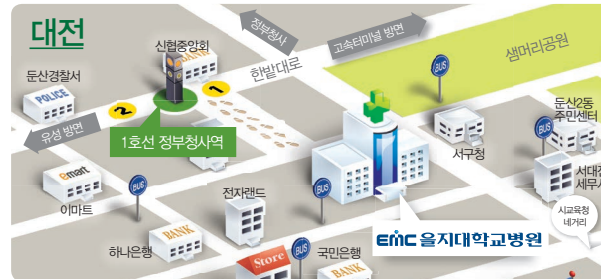 대전
정부청사
고속터미널 방면
신협중앙회
BANK
한밭대로
샘머리공원
BUS
둔산경찰서
POLICE
2
1
유성 방면
1호선 정부청사역
둔산2동
주민센터
BUS
서구청
emart
이마트
BUS
전자랜드
BUS
서대전
세무서
시교육청
네거리
EMC 을지대학교병원
하나은행
BANK
Store
BUS
국민은행
BANK